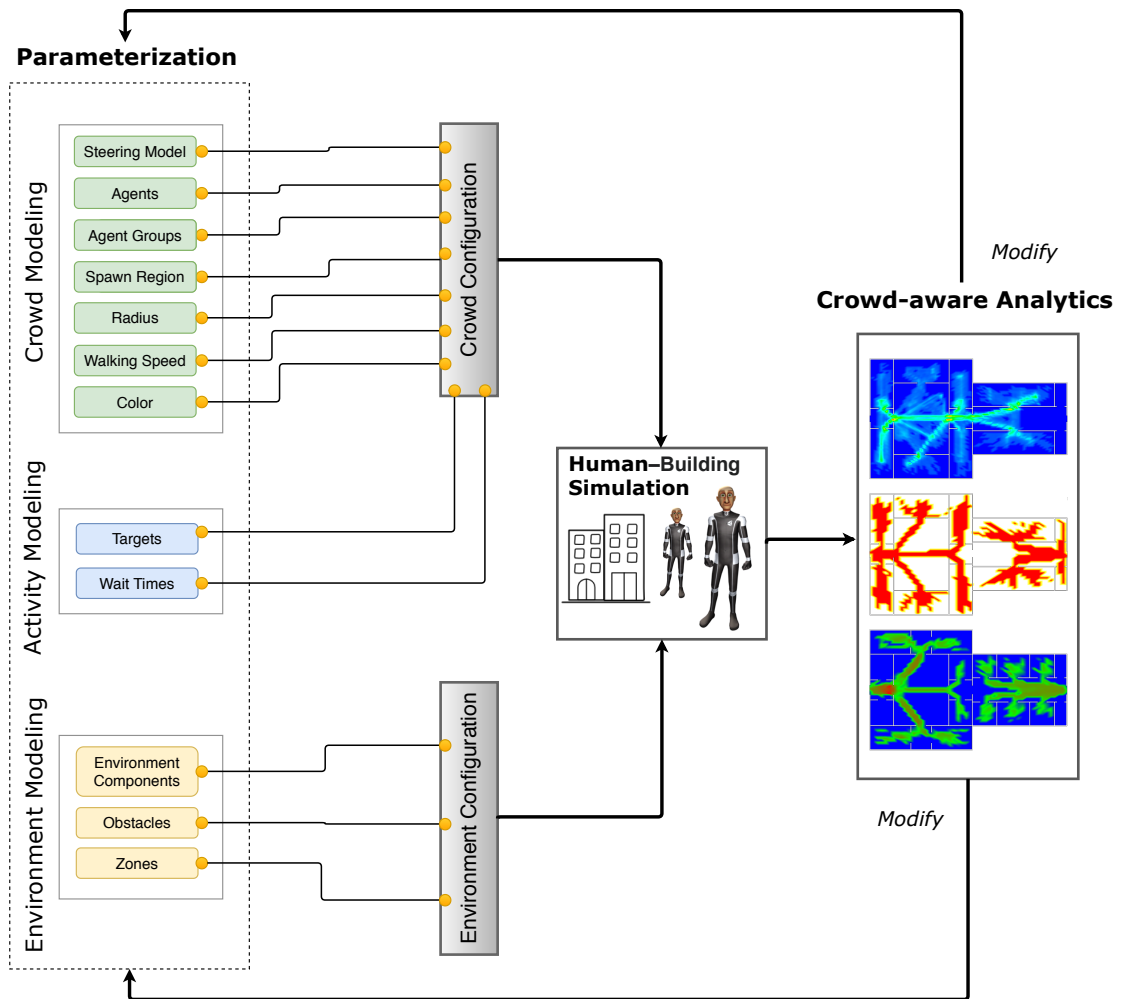 Parameterization
Crowd Modeling
Steering Model
Agents
Agent Groups
Spawn Region
Radius
Walking Speed
Color
Activity Modeling
Targets
Wait Times
Environment Modeling
Environment
Components
Obstacles
Zones
Crowd Configuration
Environment Configuration
Human–Building
Simulation
Modify
Crowd-aware Analytics
Modify